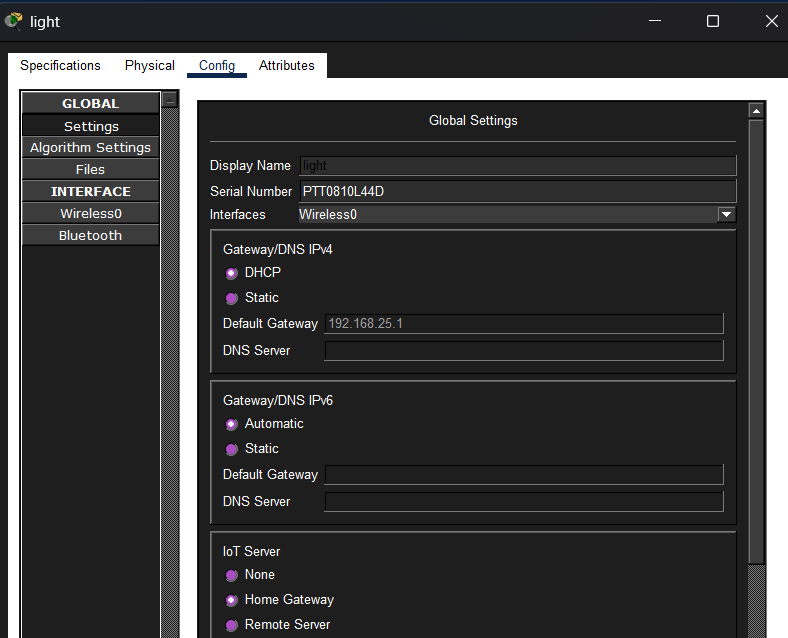 light
Specifications Physical Config Attributes
GLOBAL
Settings
Algorithm Settings
Files
INTERFACE
Wireless0
Bluetooth
Global Settings
Display Name light
Serial Number PTT0810L44D
Interfaces Wireless0
Gateway/DNS IPv4
DHCP
Static
Default Gateway 192.168.25.1
DNS Server
Gateway/DNS IPv6
Automatic
Static
Default Gateway
DNS Server
IoT Server
None
Home Gateway
Remote Server